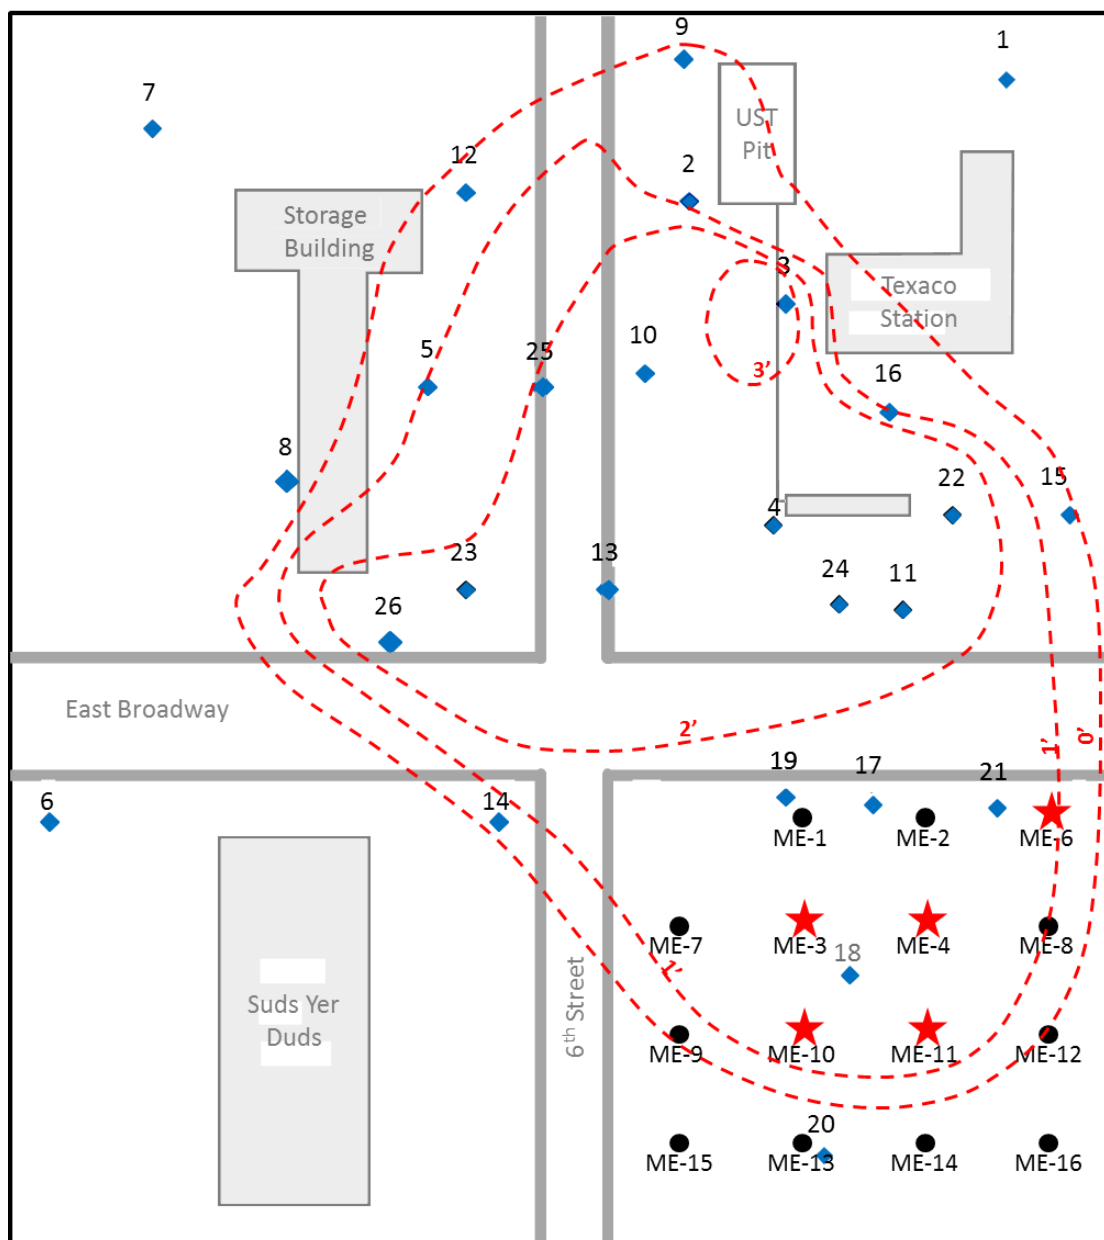 9
1
7
UST
Pit
12
2
Storage
Building
3
Texaco
Station
5
25
10
3’
16
8
22
15
4
23
13
24
11
26
East Broadway
2’
1’
0’
6
14
19
17
21
ME-1
ME-2
ME-6
ME-7
ME-3
ME-4
ME-8
18
1’
Suds Yer
Duds
6th Street
ME-9
ME-10
ME-11
ME-12
20
ME-15
ME-13
ME-14
ME-16